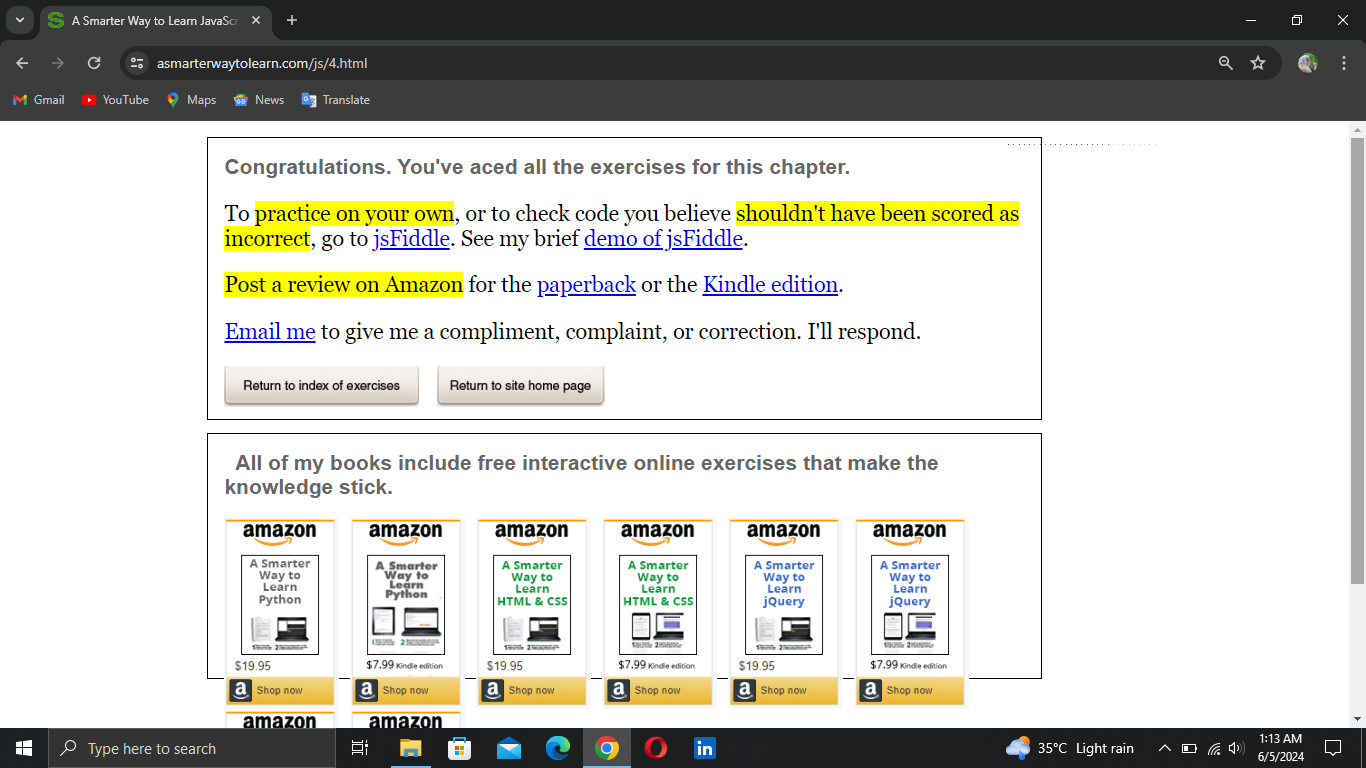 A Smarter Way to Learn JavaScr
asmarterwaytolearn.com/js/4.html
Gmail YouTube Maps News Translate
Congratulations. You've aced all the exercises for this chapter.
To practice on your own, or to check code you believe shouldn't have been scored as
incorrect, go to jsFiddle. See my brief demo of jsFiddle.
Post a review on Amazon for the paperback or the Kindle edition.
Email me to give me a compliment, complaint, or correction. I'll respond.
Return to index of exercises Return to site home page
All of my books include free interactive online exercises that make the
knowledge stick.
amazon amazon amazon amazon amazon amazon
A Smarter A Smarter A Smarter A Smarter A Smarter A Smarter
Way to Way to Way to Way to Way to Way to
Learn Learn Learn Learn Learn Learn
Python Python HTML & CSS HTML & CSS jQuery jQuery
$19.95 $7.99 Kindle edition $19.95 $7.99 Kindle edition $19.95 $7.99 Kindle edition
a Shop now a Shop now a Shop now a Shop now a Shop now a Shop now
amazon amazon
Type here to search
35°C Light rain
1:13 AM
6/5/2024